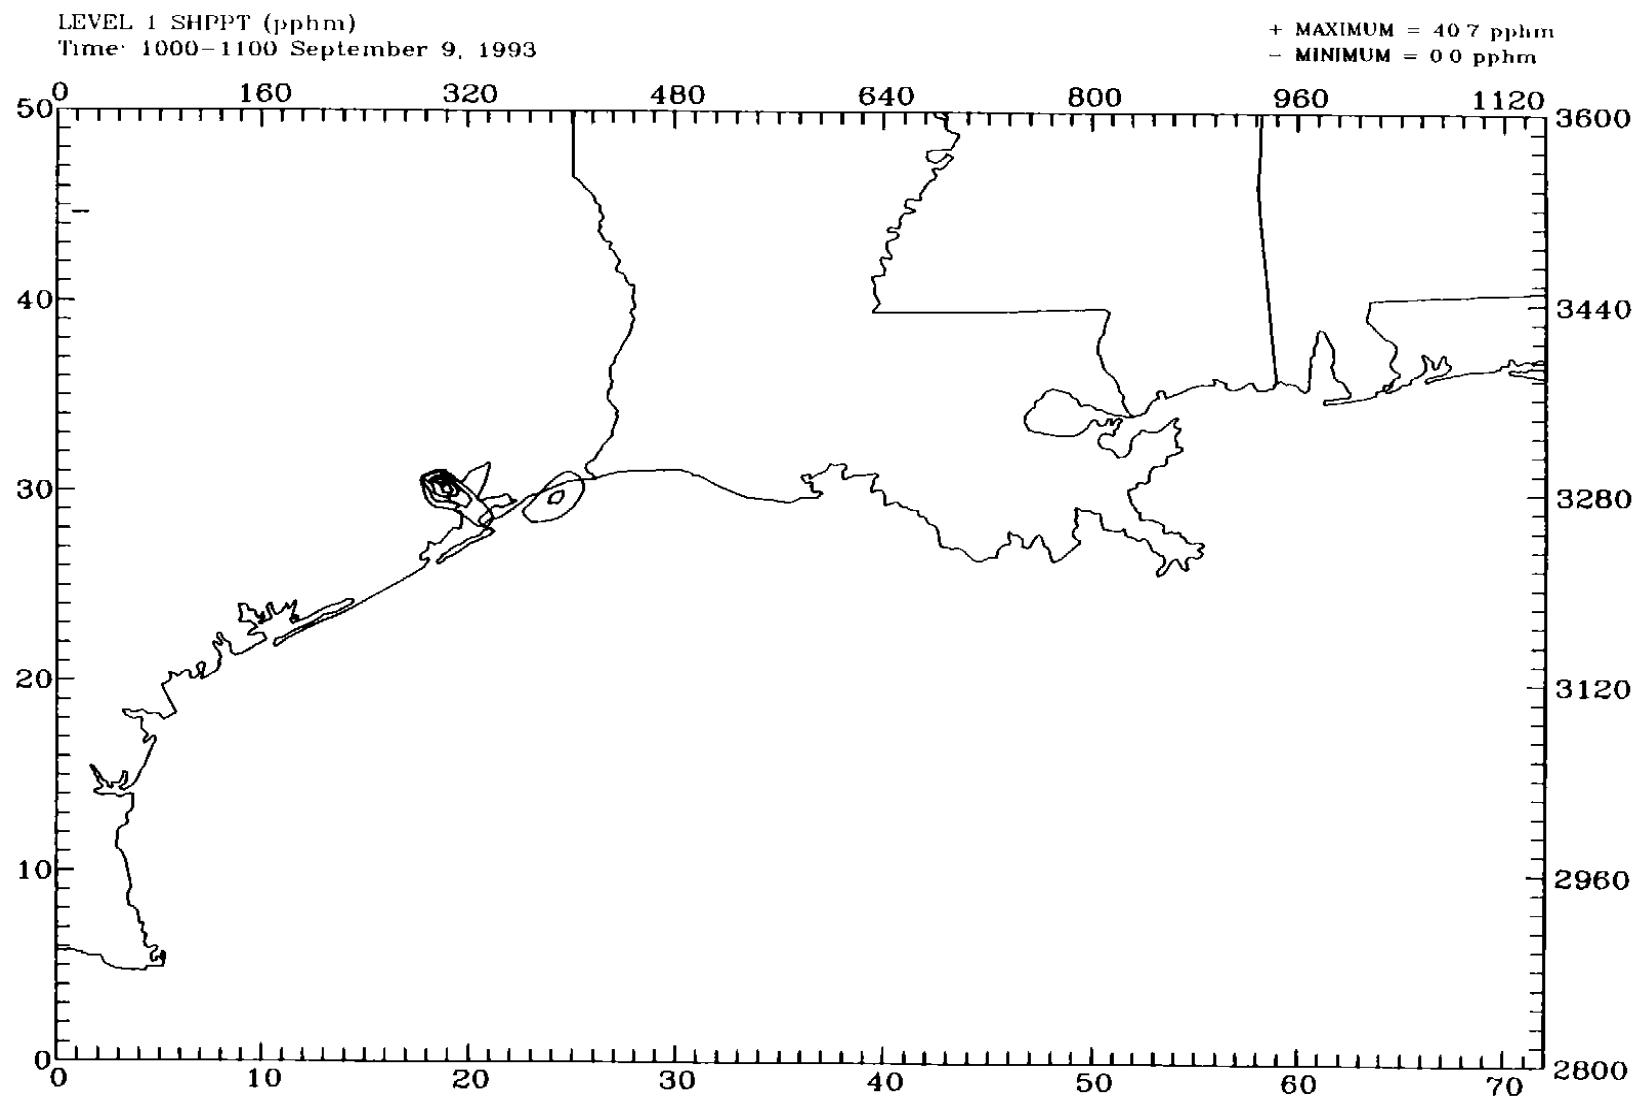 LEVEL 1 SHPPT (pphm)
Time: 1000-1100 September 9, 1993
+ MAXIMUM = 40 7 pphm
- MINIMUM = 0 0 pphm
0 160 320 480 640 800 960 1120
50 3600
40 3440
30 3280
20 3120
10 2960
0 2800
0 10 20 30 40 50 60 70